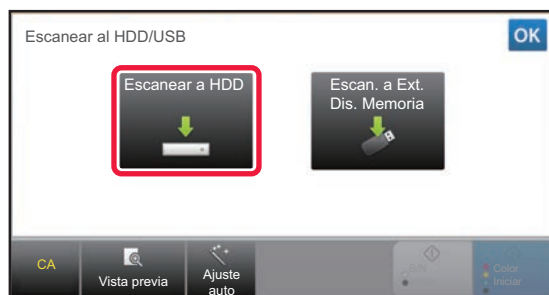 Escanear al HDD/USB
OK
Escanear a HDD
Escan. a Ext.
Dis. Memoria
CA
Vista previa
Ajuste
auto
B/N
Iniciar
Color
Iniciar